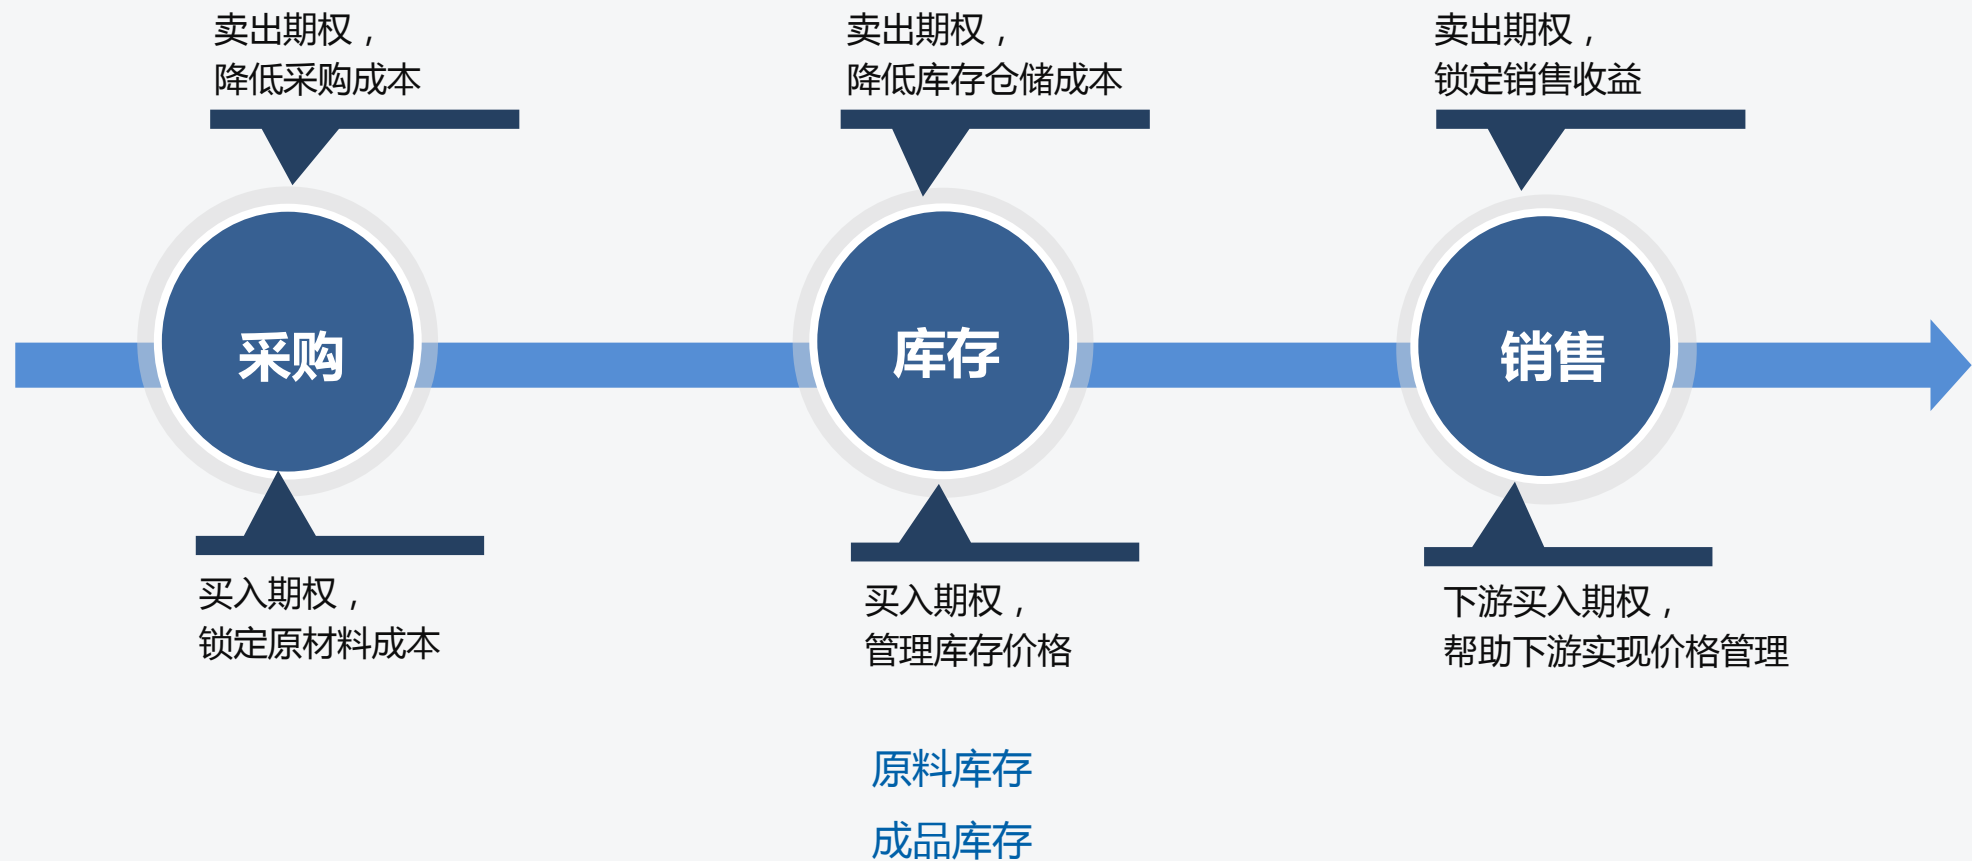 卖出期权，
降低采购成本
卖出期权，
降低库存仓储成本
卖出期权，
锁定销售收益
采购
库存
销售
买入期权，
锁定原材料成本
买入期权，
管理库存价格
下游买入期权，
帮助下游实现价格管理
原料库存
成品库存